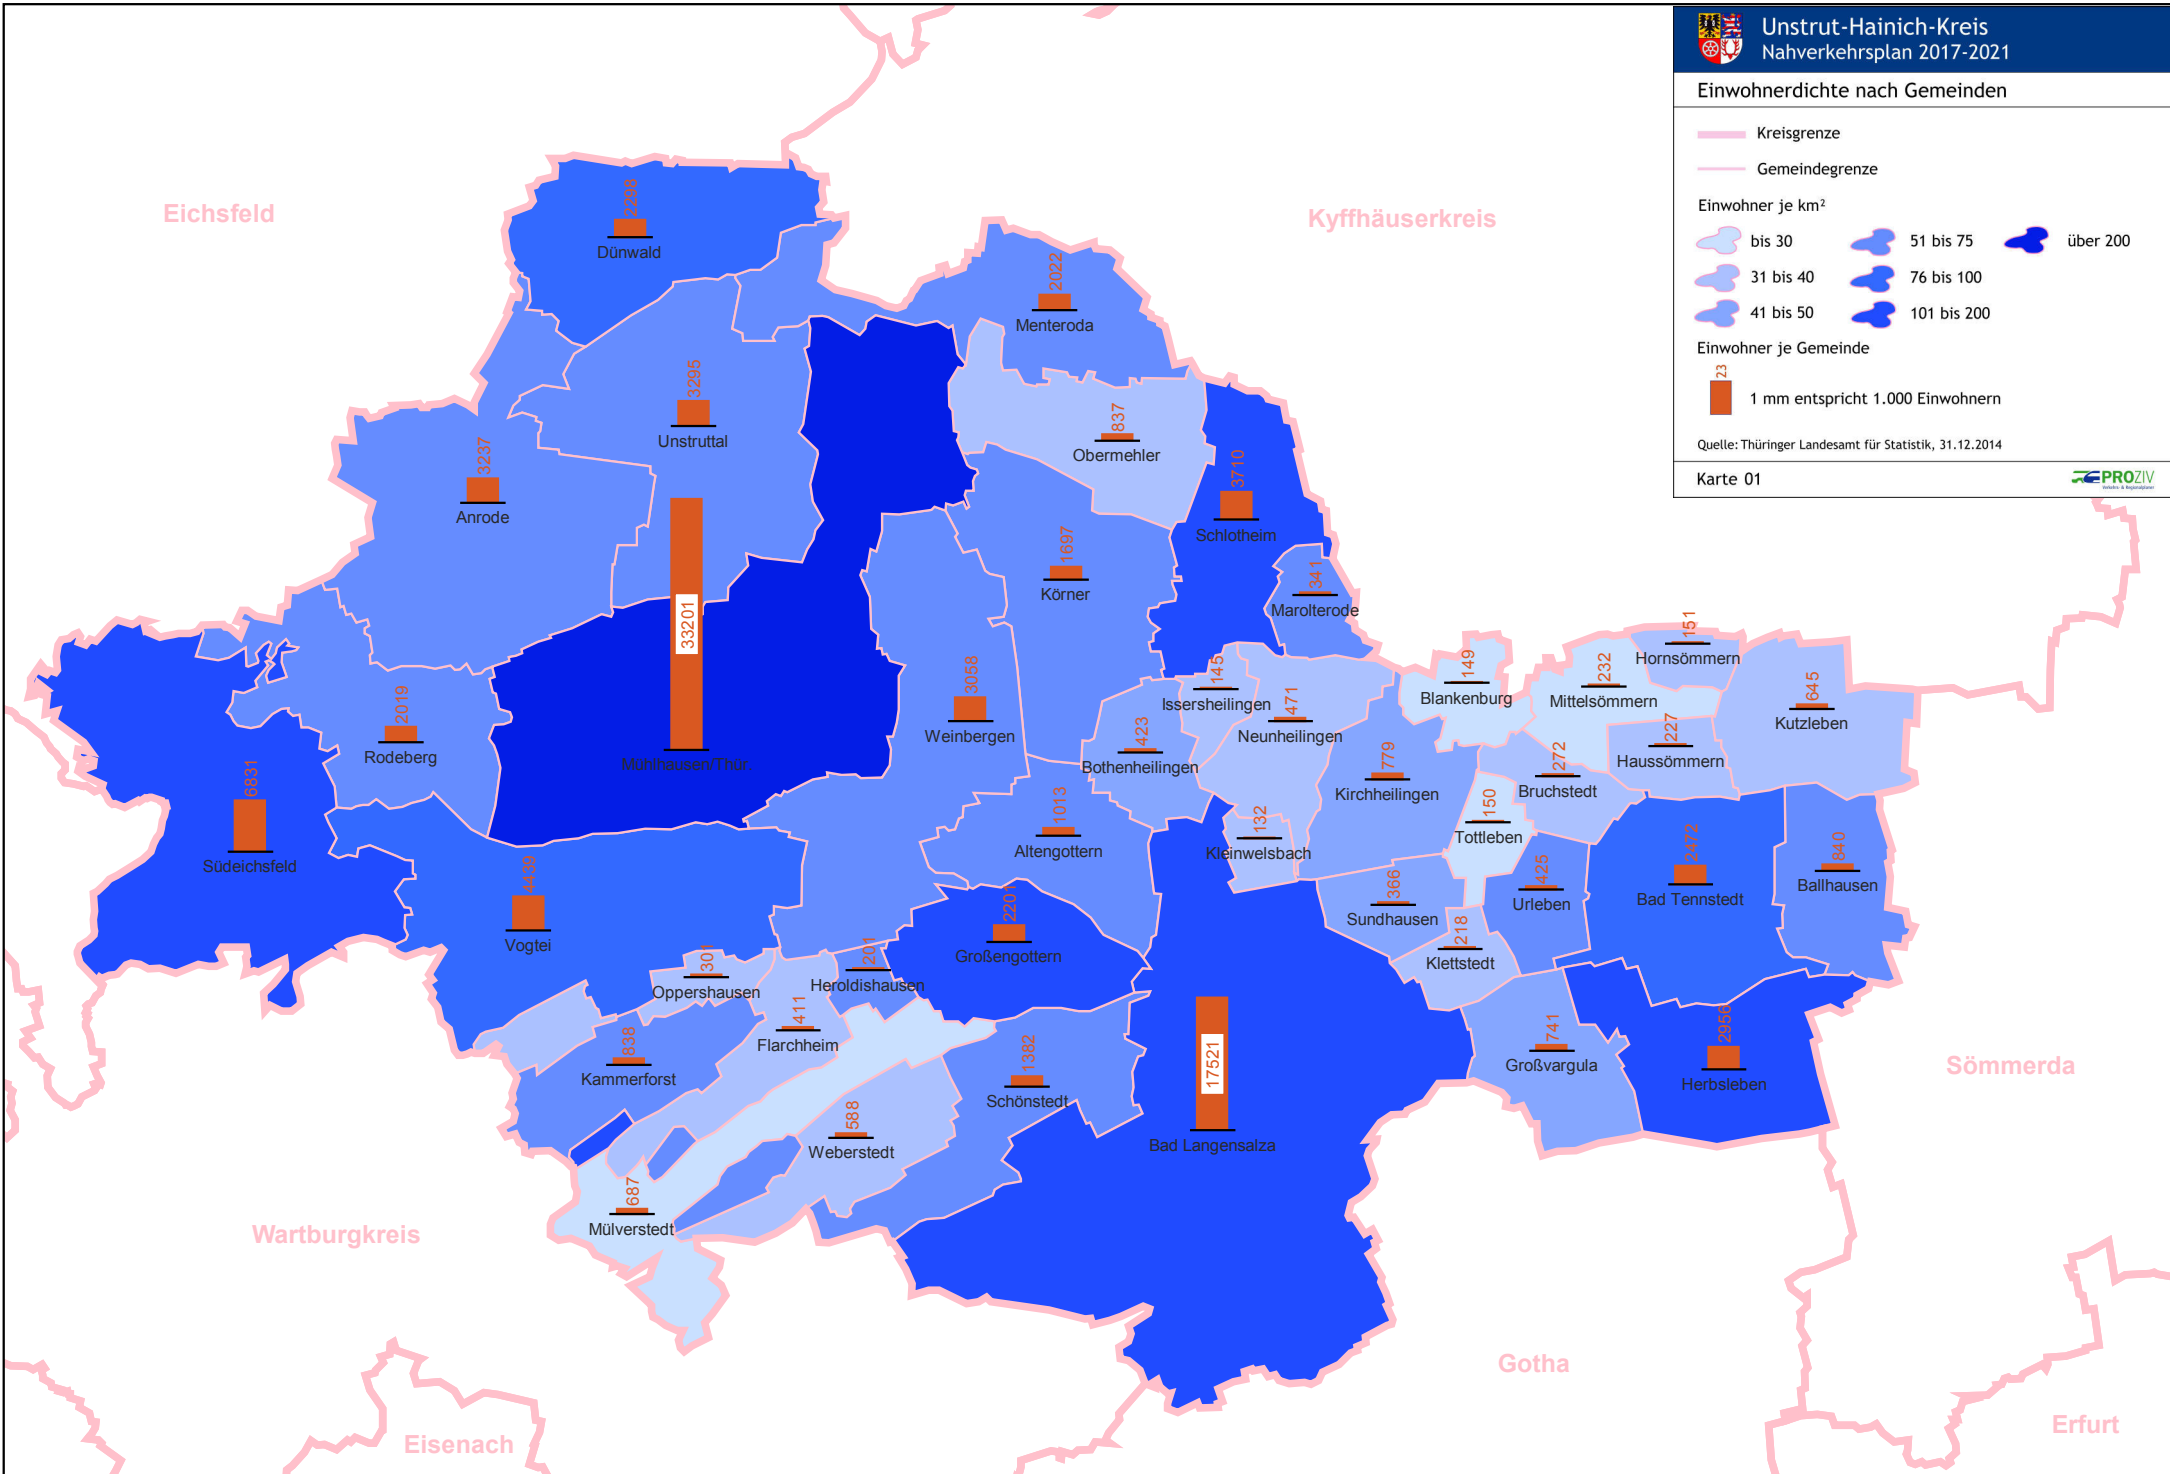 Unstrut-Hainich-Kreis
Nahverkehrsplan 2017-2021
Einwohnerdichte nach Gemeinden
Kreisgrenze
Gemeindegrenze
Einwohner je km²
bis 30
51 bis 75
über 200
31 bis 40
76 bis 100
41 bis 50
101 bis 200
Einwohner je Gemeinde
23
1 mm entspricht 1.000 Einwohnern
Quelle: Thüringer Landesamt für Statistik, 31.12.2014
Karte 01
PROZIV
Verkehrs- & Regionalplaner
Eichsfeld
Kyffhäuserkreis
2298
Dünwald
2022
Menteroda
3295
Unstruttal
837
Obermehler
3237
Anrode
3710
Schlotheim
1697
Körner
341
Marolterode
33201
Mühlhausen/Thür.
151
Hornsömmern
149
Blankenburg
232
Mittelsömmern
645
Kutzleben
145
Issersheilingen
471
Neunheilingen
3058
Weinbergen
2019
Rodeberg
423
Bothenheilingen
227
Haussömmern
272
Bruchstedt
779
Kirchheilingen
150
Tottleben
6831
Südeichsfeld
1013
Altengottern
132
Kleinwelsbach
2472
Bad Tennstedt
840
Ballhausen
425
Urleben
366
Sundhausen
4439
Vogtei
2201
Großengottern
218
Klettstedt
201
Heroldishausen
301
Oppershausen
411
Flarchheim
838
Kammerforst
1382
Schönstedt
741
Großvargula
2956
Herbsleben
Sömmerda
17521
Bad Langensalza
588
Weberstedt
687
Mülverstedt
Wartburgkreis
Gotha
Eisenach
Erfurt